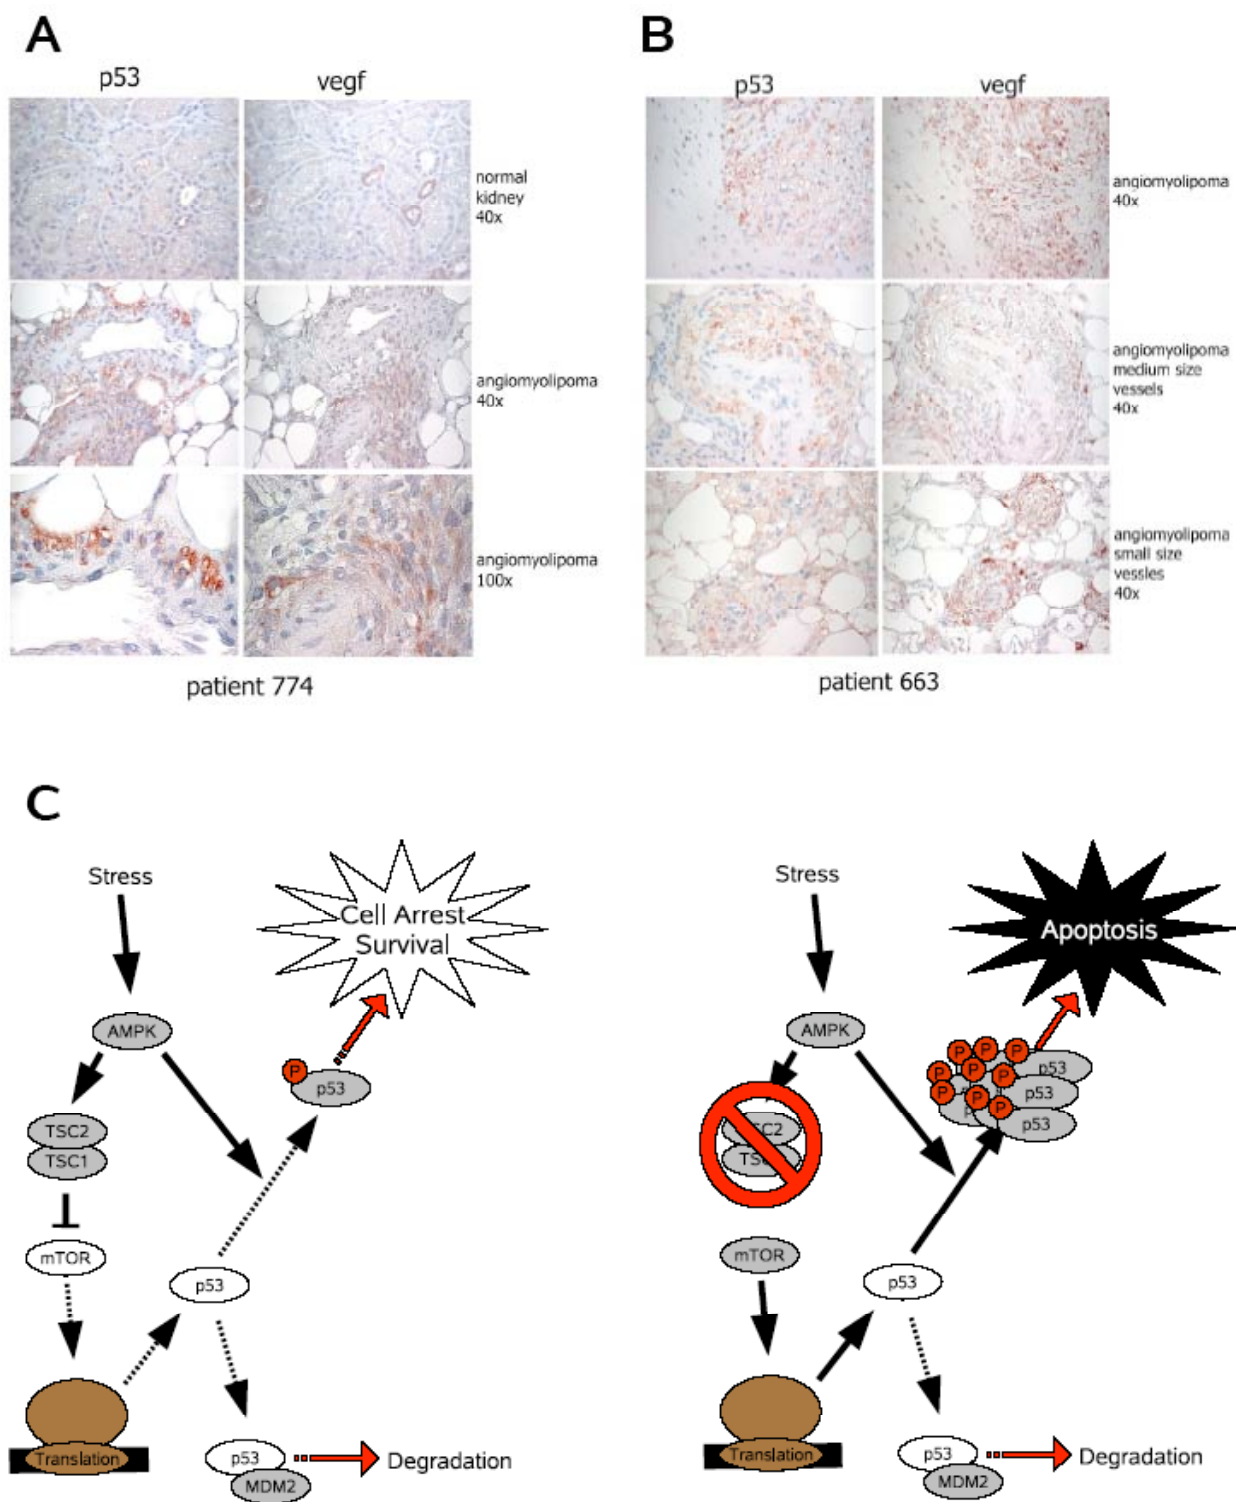 A
B
p53
vegf
p53
vegf
normal
kidney
40x
angiomyolipoma
40x
angiomyolipoma
100x
patient 774
angiomyolipoma
40x
angiomyolipoma
medium size
vessels
40x
angiomyolipoma
small size
vessles
40x
patient 663
C
Stress
Cell Arrest
Survival
AMPK
P
p53
TSC2
TSC1
mTOR
p53
Translation
p53
MDM2
Degradation
Stress
Apoptosis
AMPK
P
P
P
P
P
P
P
P
P
p53
p53
p53
mTOR
p53
Translation
p53
MDM2
Degradation